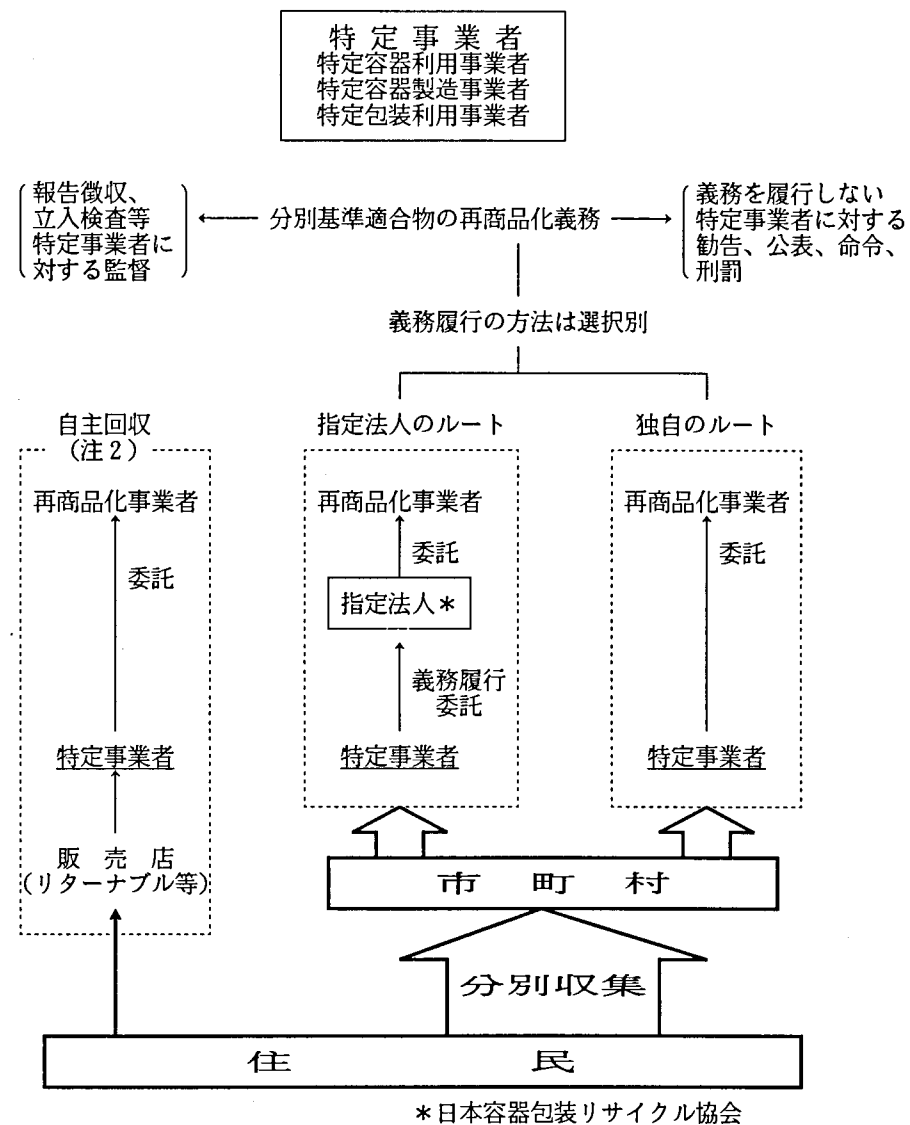 特定事業者
特定容器利用事業者
特定容器製造事業者
特定包装利用事業者
報告徴収、
立入検査等
特定事業者に
対する監督
分別基準適合物の再商品化義務
義務を履行しない
特定事業者に対する
勧告、公表、命令、
刑罰
義務履行の方法は選択別
自主回収
(注2)
再商品化事業者
委託
特定事業者
販売店
(リターナブル等)
指定法人のルート
再商品化事業者
委託
指定法人*
義務履行
委託
特定事業者
独自のルート
再商品化事業者
委託
特定事業者
市町村
分別収集
住民
*日本容器包装リサイクル協会